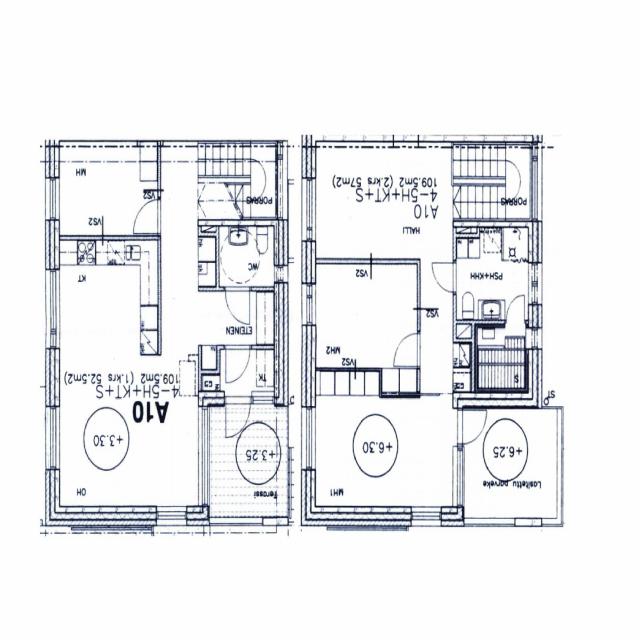 MH
VS2
VS2
PORRAS
KT
WC
ETEINEN
4-5H+KT+S
109.5m2 (1.krs 52.5m2)
A10
TK
+3.30
+3.25
OH
Terassi
A10
4-5H+KT+S
109.5m2 (2.krs 57m2)
HALLI
PORRAS
VS2
PSH+KHH
VS2
MH2
VS2
S
ST
+6.30
+6.25
MH1
Lasitettu parveke